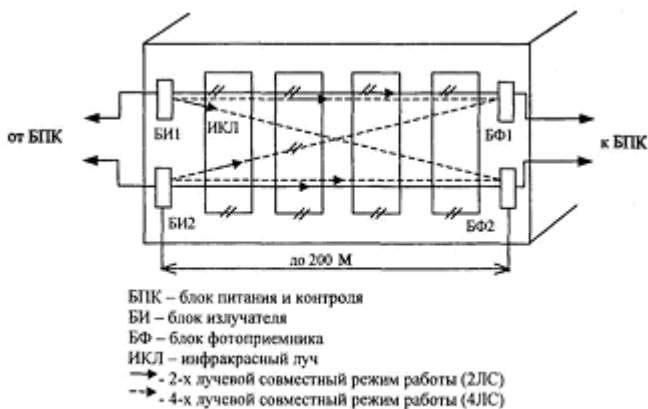 от БПК
БИ1
ИКЛ
БФ1
к БПК
БИ2
БФ2
до 200 М
БПК – блок питания и контроля
БИ – блок излучателя
БФ – блок фотоприемника
ИКЛ – инфракрасный луч
- 2-х лучевой совместный режим работы (2ЛС)
- 4-х лучевой совместный режим работы (4ЛС)